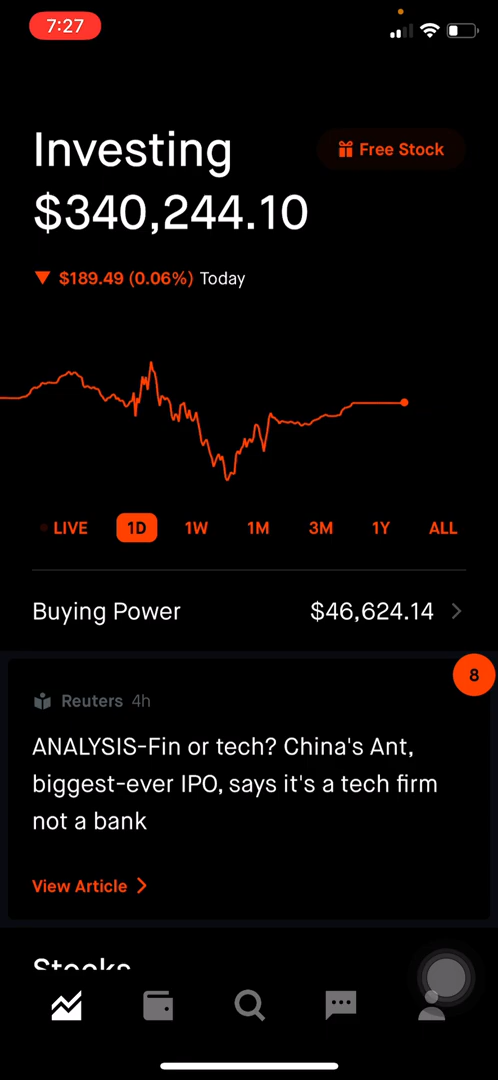 7:27
Investing
Free Stock
$340,244.10
$189.49 (0.06%) Today
LIVE 1D 1W 1M 3M 1Y ALL
Buying Power $46,624.14
8
Reuters 4h
ANALYSIS-Fin or tech? China's Ant,
biggest-ever IPO, says it's a tech firm
not a bank
View Article
Stocks